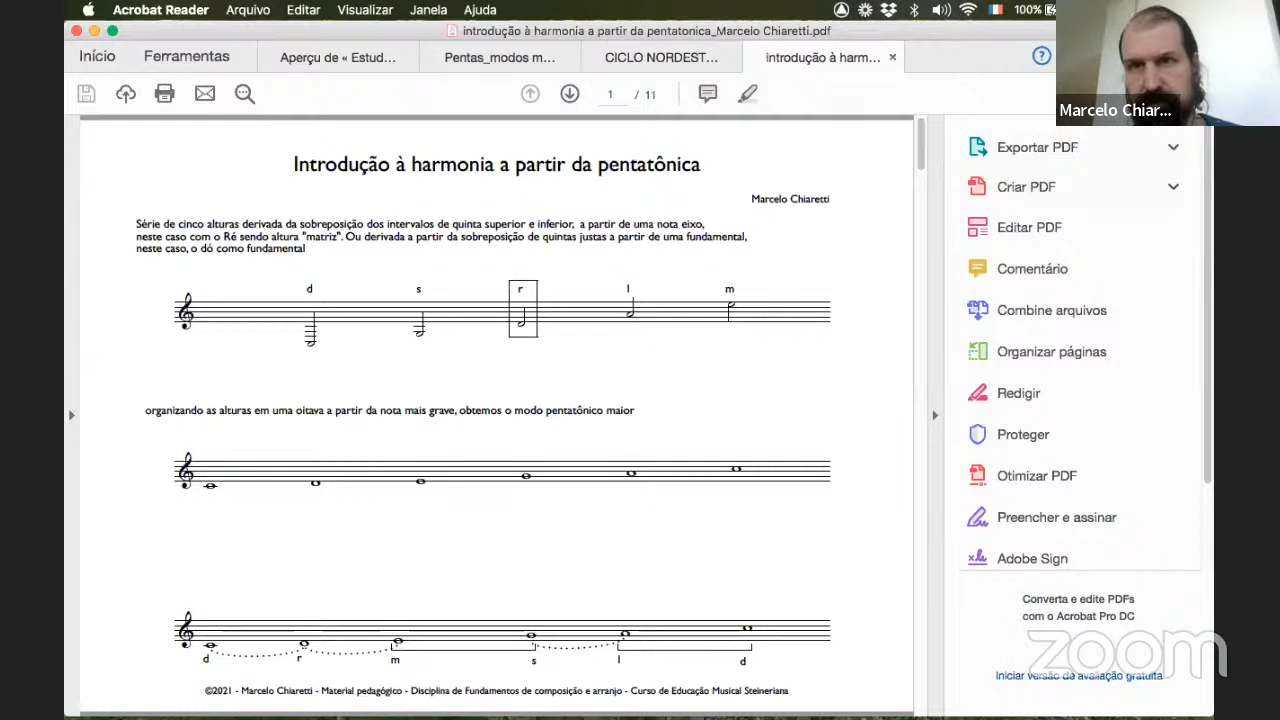 Acrobat Reader Arquivo Editar Visualizar Janela Ajuda 100%
introdução à harmonia a partir da pentatonica_Marcelo Chiaretti.pdf
Início Ferramentas Aperçu de « Estud... Pentas_modos m... CICLO NORDEST... introdução à harm... × ?
1 / 11
Marcelo Chiar...
Introdução à harmonia a partir da pentatônica
Marcelo Chiaretti
Série de cinco alturas derivada da sobreposição dos intervalos de quinta superior e inferior, a partir de uma nota eixo,
neste caso com o Ré sendo altura "matriz". Ou derivada a partir da sobreposição de quintas justas a partir de uma fundamental,
neste caso, o dó como fundamental
d s r l m
organizando as alturas em uma oitava a partir da nota mais grave, obtemos o modo pentatônico maior
d r m s l d
©2021 - Marcelo Chiaretti - Material pedagógico - Disciplina de Fundamentos de composição e arranjo - Curso de Educação Musical Steineriana
Exportar PDF
Criar PDF
Editar PDF
Comentário
Combine arquivos
Organizar páginas
Redigir
Proteger
Otimizar PDF
Preencher e assinar
Adobe Sign
Converta e edite PDFs
com o Acrobat Pro DC
Iniciar versão de avaliação gratuita
zoom